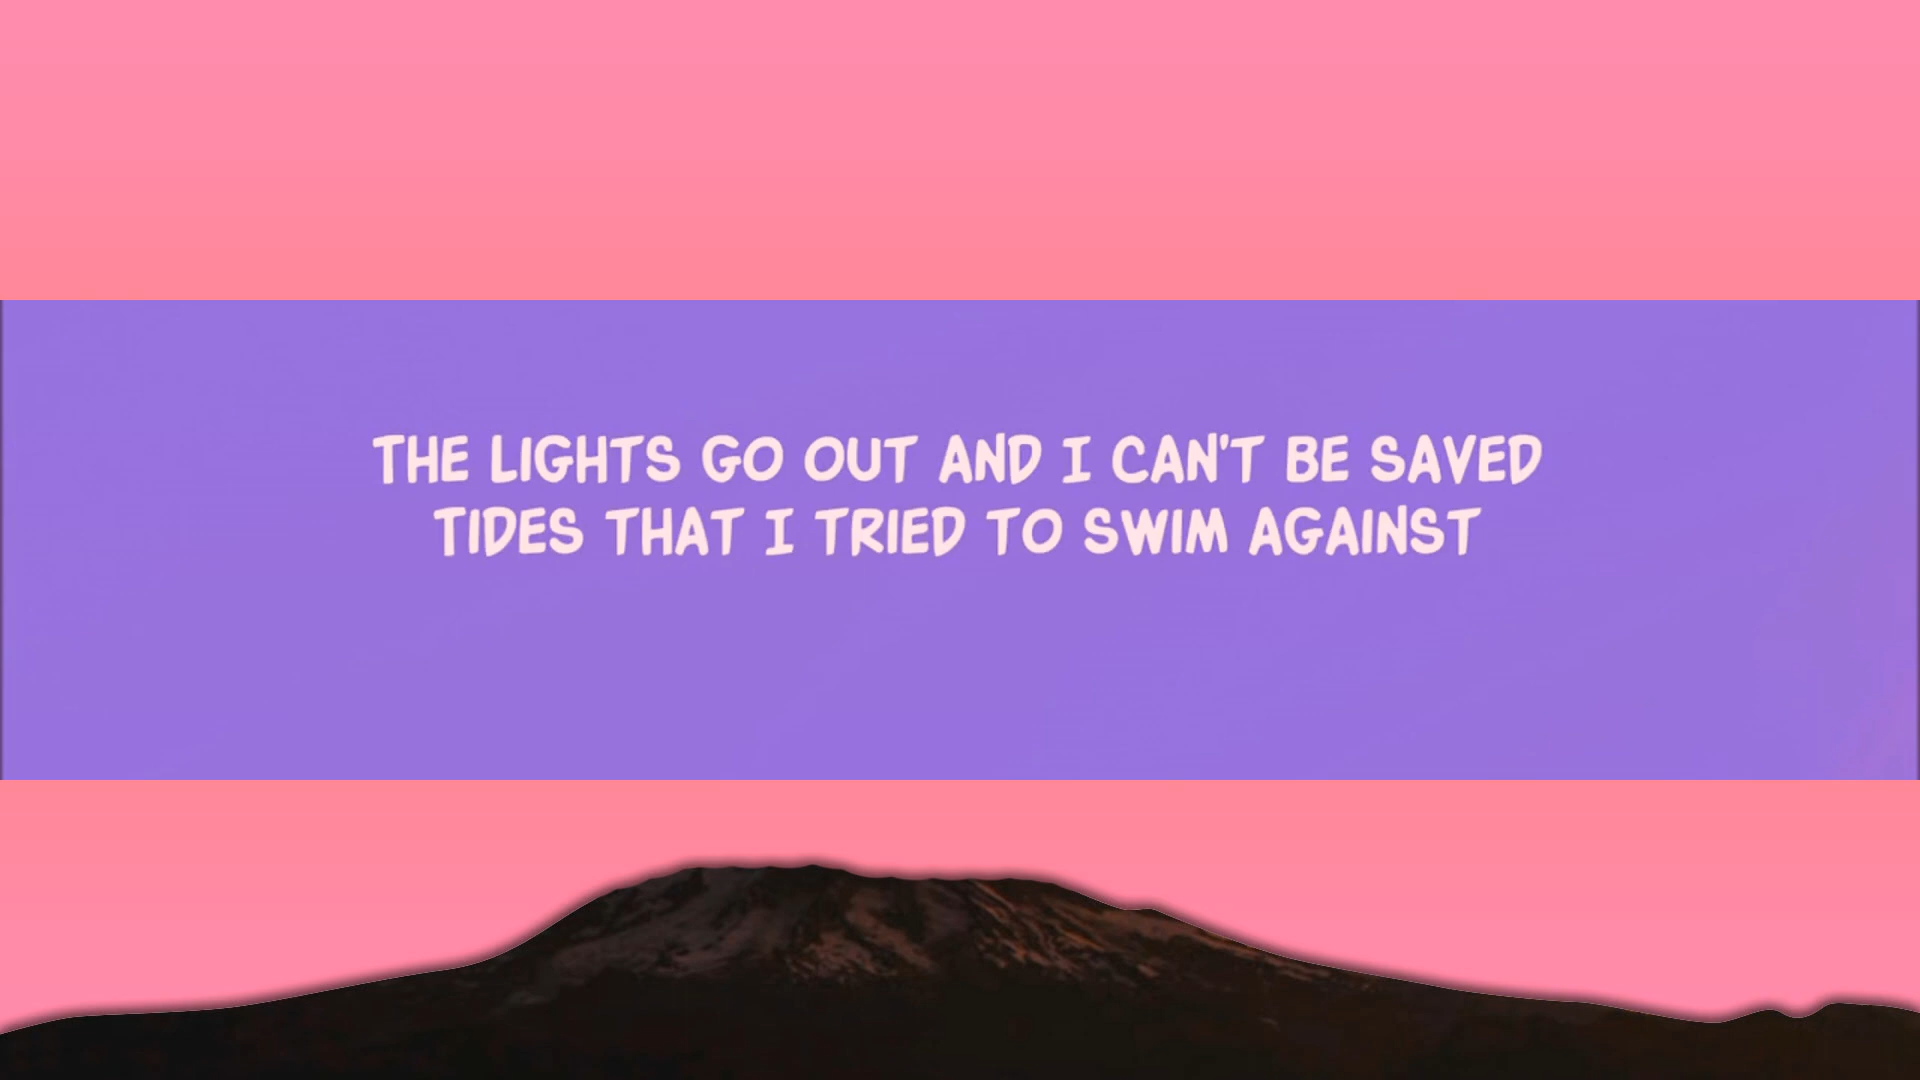 THE LIGHTS GO OUT AND I CAN'T BE SAVED
TIDES THAT I TRIED TO SWIM AGAINST